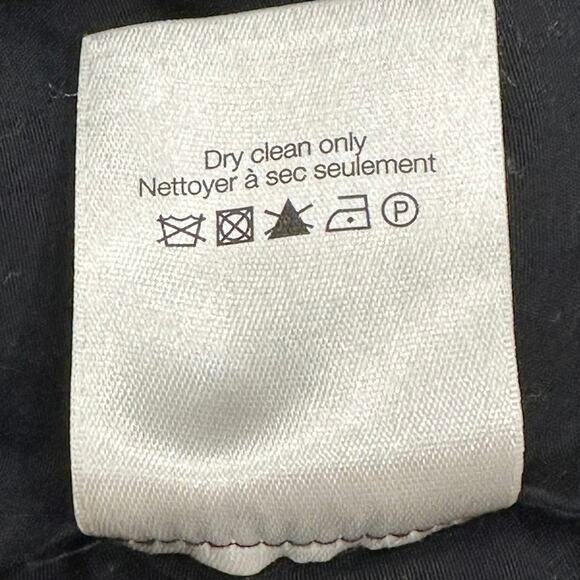 Dry clean only
Nettoyer à sec seulement
P